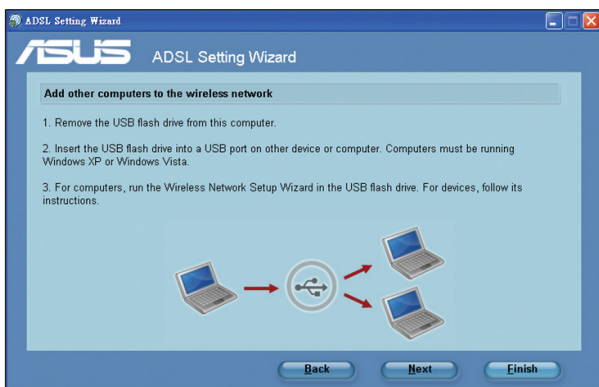 ADSL Setting Wizard
ASUS ADSL Setting Wizard
Add other computers to the wireless network
1. Remove the USB flash drive from this computer.
2. Insert the USB flash drive into a USB port on other device or computer. Computers must be running
Windows XP or Windows Vista.
3. For computers, run the Wireless Network Setup Wizard in the USB flash drive. For devices, follow its
instructions.
Back Next Finish